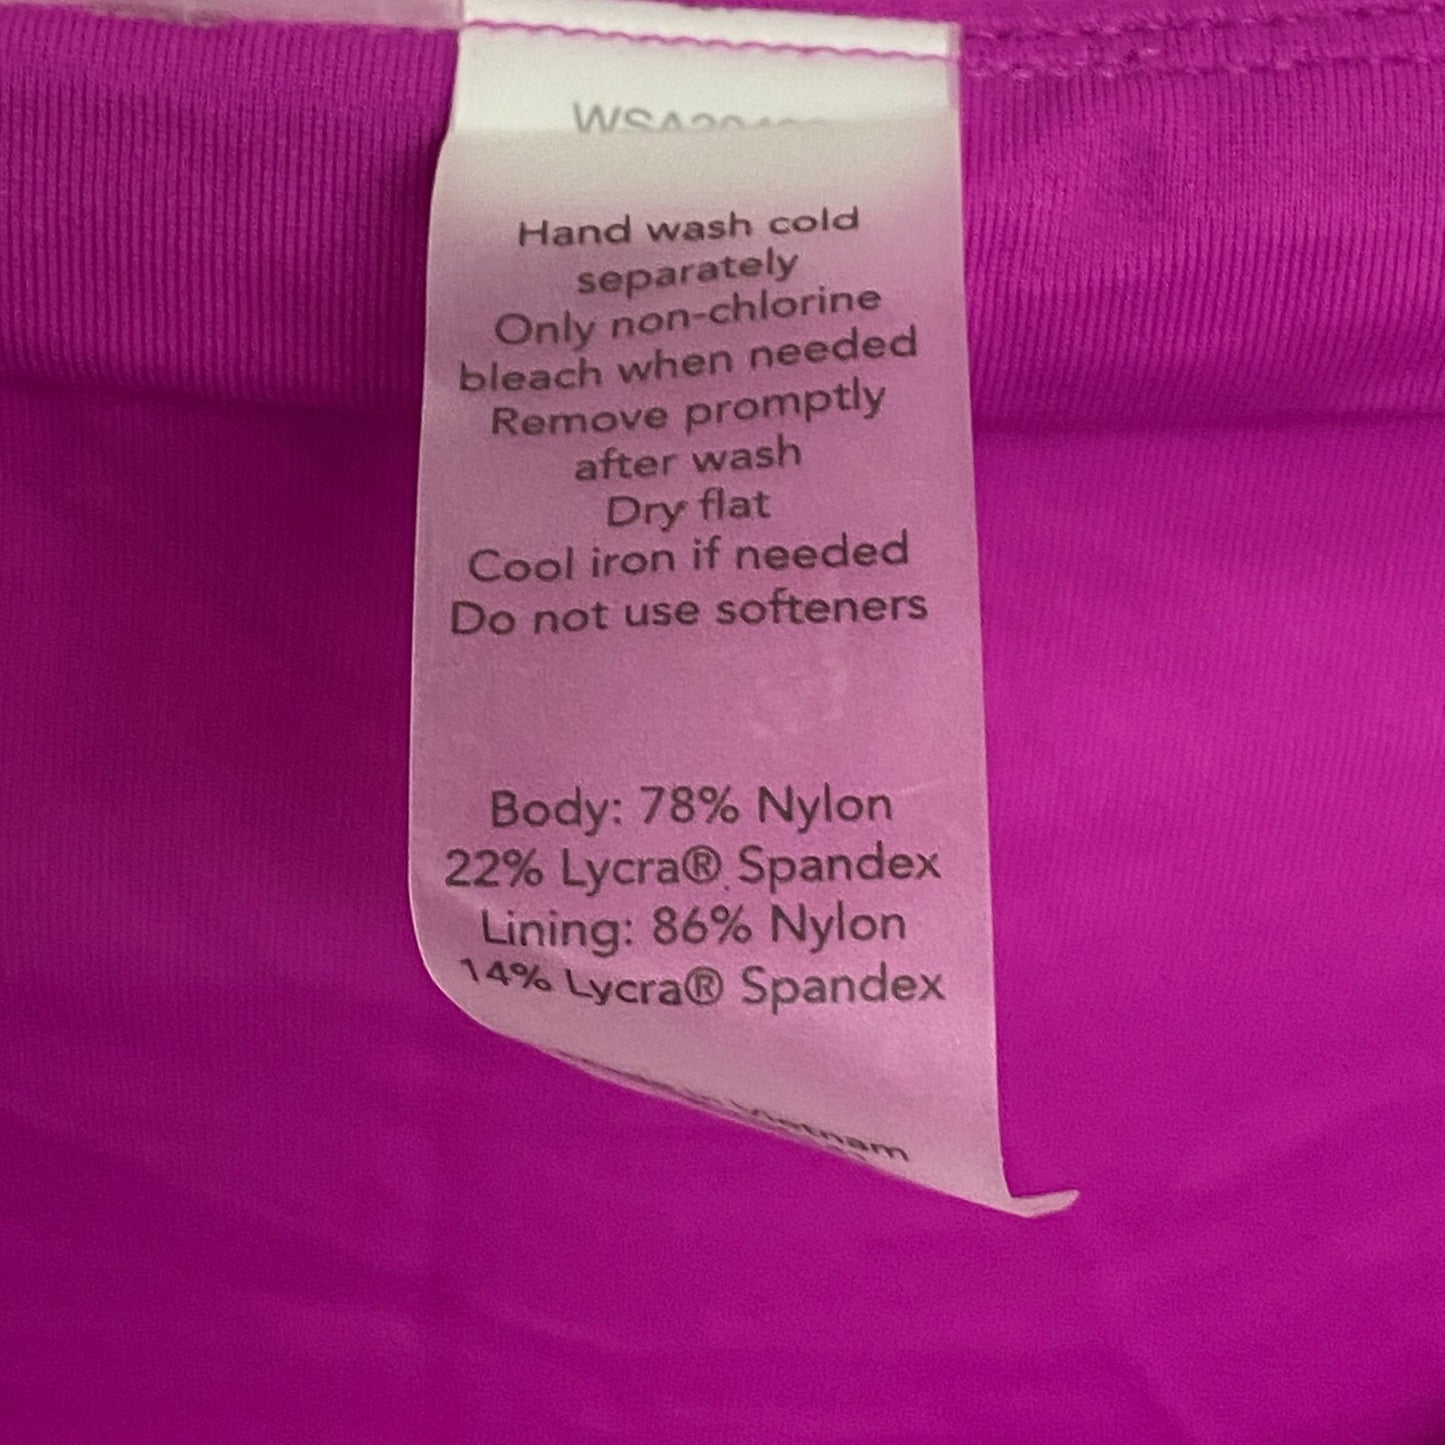 Hand wash cold
separately
Only non-chlorine
bleach when needed
Remove promptly
after wash
Dry flat
Cool iron if needed
Do not use softeners
Body: 78% Nylon
22% Lycra® Spandex
Lining: 86% Nylon
14% Lycra® Spandex
Vietnam